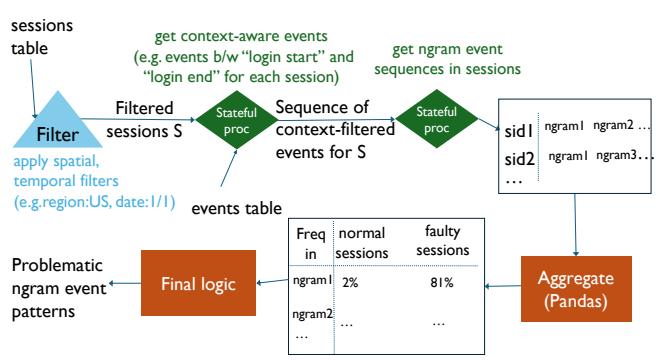 sessions
table
get context-aware events
(e.g. events b/w “login start” and
“login end” for each session)
get ngram event
sequences in sessions
Filter
Filtered
sessions S
Stateful
proc
Sequence of
context-filtered
events for S
Stateful
proc
sid1 ngram1 ngram2 ...
sid2 ngram1 ngram3...
...
apply spatial,
temporal filters
(e.g.region:US, date:1/1)
events table
Freq
in
normal
sessions
faulty
sessions
ngram1 2% 81%
ngram2 ... ...
...
Aggregate
(Pandas)
Final logic
Problematic
ngram event
patterns